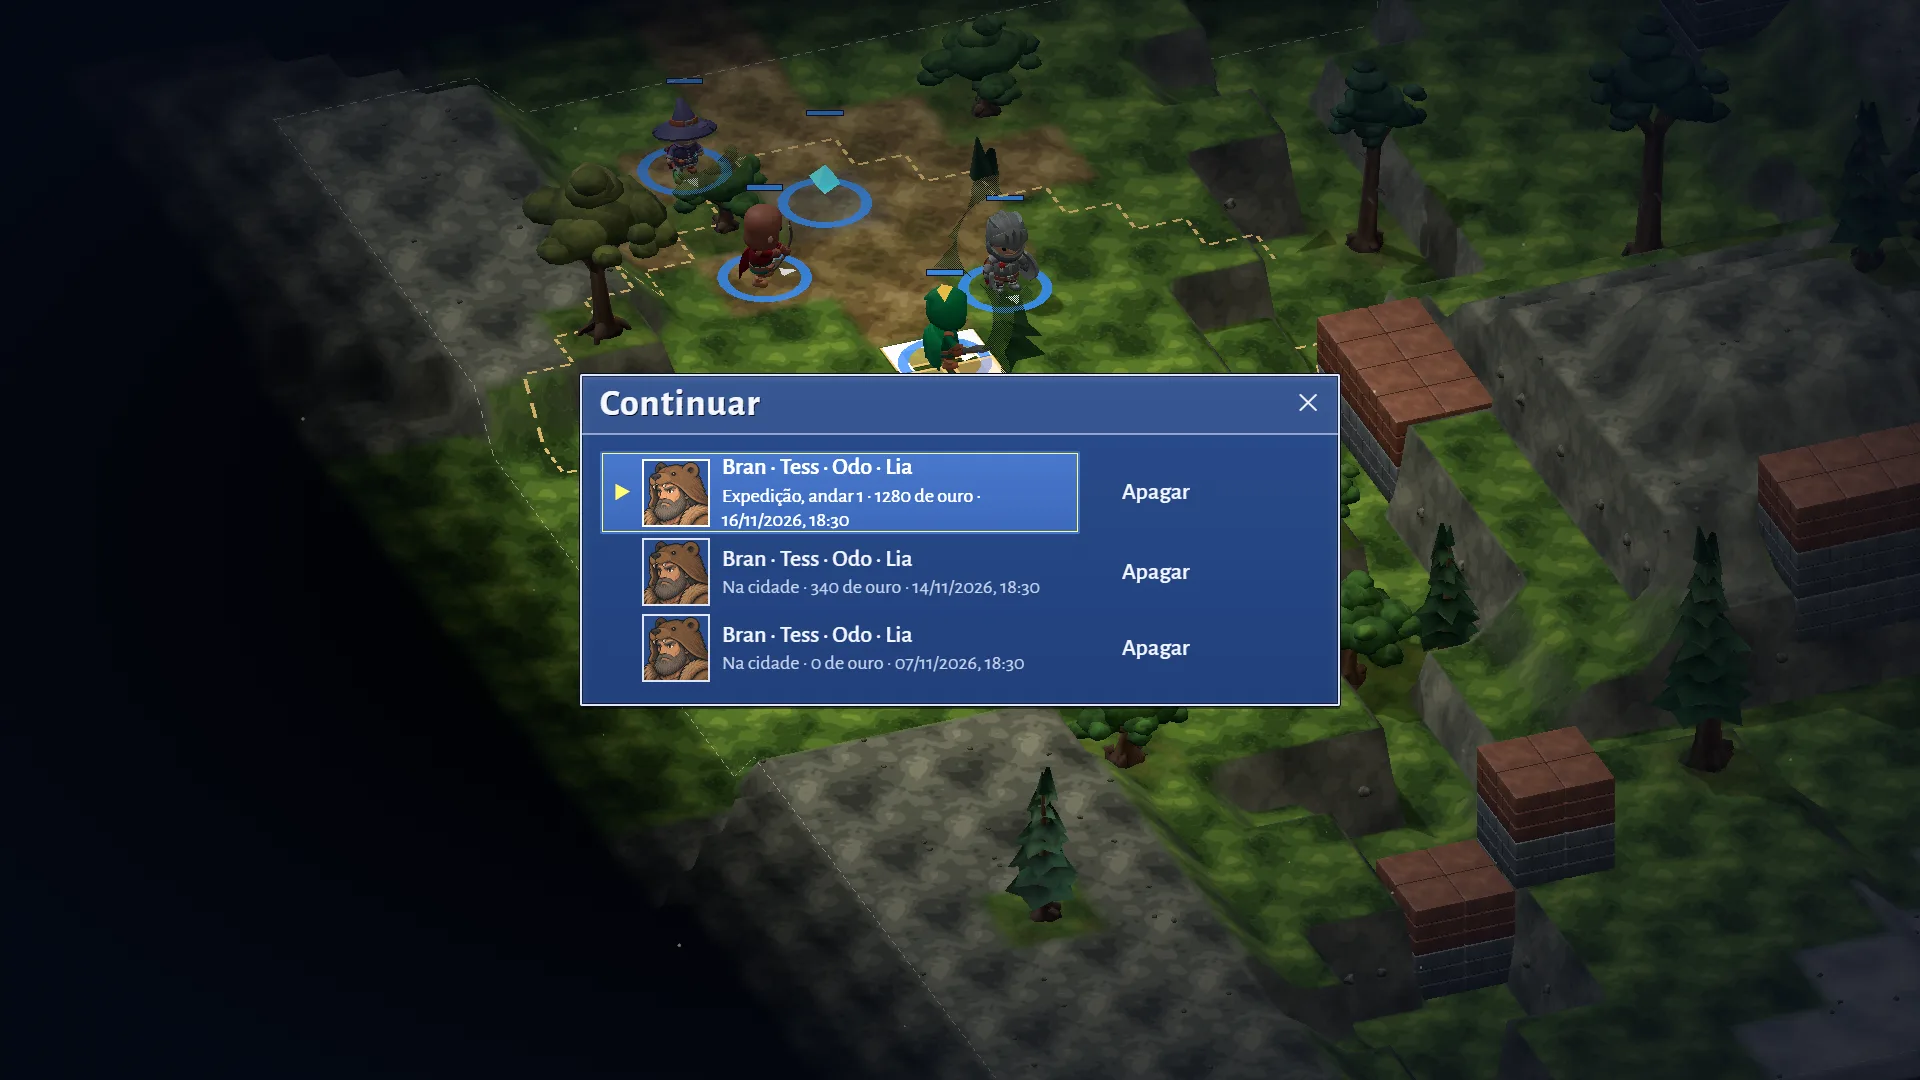 Continuar
Bran · Tess · Odo · Lia
Expedição, andar 1 · 1280 de ouro ·
16/11/2026, 18:30
Apagar
Bran · Tess · Odo · Lia
Na cidade · 340 de ouro · 14/11/2026, 18:30
Apagar
Bran · Tess · Odo · Lia
Na cidade · 0 de ouro · 07/11/2026, 18:30
Apagar